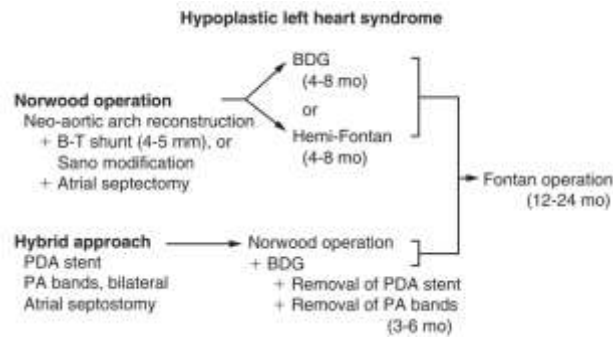 Hypoplastic left heart syndrome
BDG
(4-8 mo)
or
Hemi-Fontan
(4-8 mo)
Norwood operation
Neo-aortic arch reconstruction
+ B-T shunt (4-5 mm), or
Sano modification
+ Atrial septectomy
Fontan operation
(12-24 mo)
Hybrid approach
PDA stent
PA bands, bilateral
Atrial septostomy
Norwood operation
+ BDG
+ Removal of PDA stent
+ Removal of PA bands
(3-6 mo)